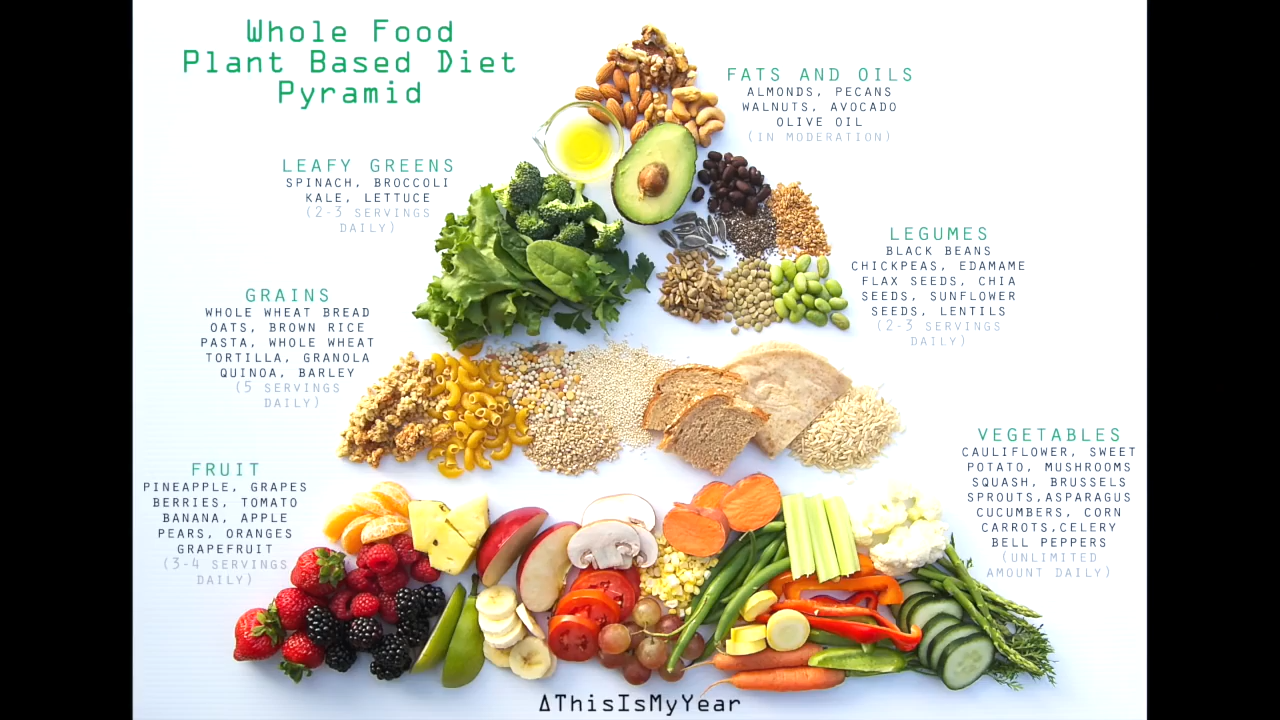 Whole Food
Plant Based Diet
Pyramid
FATS AND OILS
ALMONDS, PECANS
WALNUTS, AVOCADO
OLIVE OIL
(IN MODERATION)
LEAFY GREENS
SPINACH, BROCCOLI
KALE, LETTUCE
(2-3 SERVINGS
DAILY)
LEGUMES
BLACK BEANS
CHICKPEAS, EDAMAME
FLAX SEEDS, CHIA
SEEDS, SUNFLOWER
SEEDS, LENTILS
(2-3 SERVINGS
DAILY)
GRAINS
WHOLE WHEAT BREAD
OATS, BROWN RICE
PASTA, WHOLE WHEAT
TORTILLA, GRANOLA
QUINOA, BARLEY
(5 SERVINGS
DAILY)
VEGETABLES
CAULIFLOWER, SWEET
POTATO, MUSHROOMS
SQUASH, BRUSSELS
SPROUTS,ASPARAGUS
CUCUMBERS, CORN
CARROTS,CELERY
BELL PEPPERS
(UNLIMITED
AMOUNT DAILY)
FRUIT
PINEAPPLE, GRAPES
BERRIES, TOMATO
BANANA, APPLE
PEARS, ORANGES
GRAPEFRUIT
(3-4 SERVINGS
DAILY)
ΔThisIsMyYear